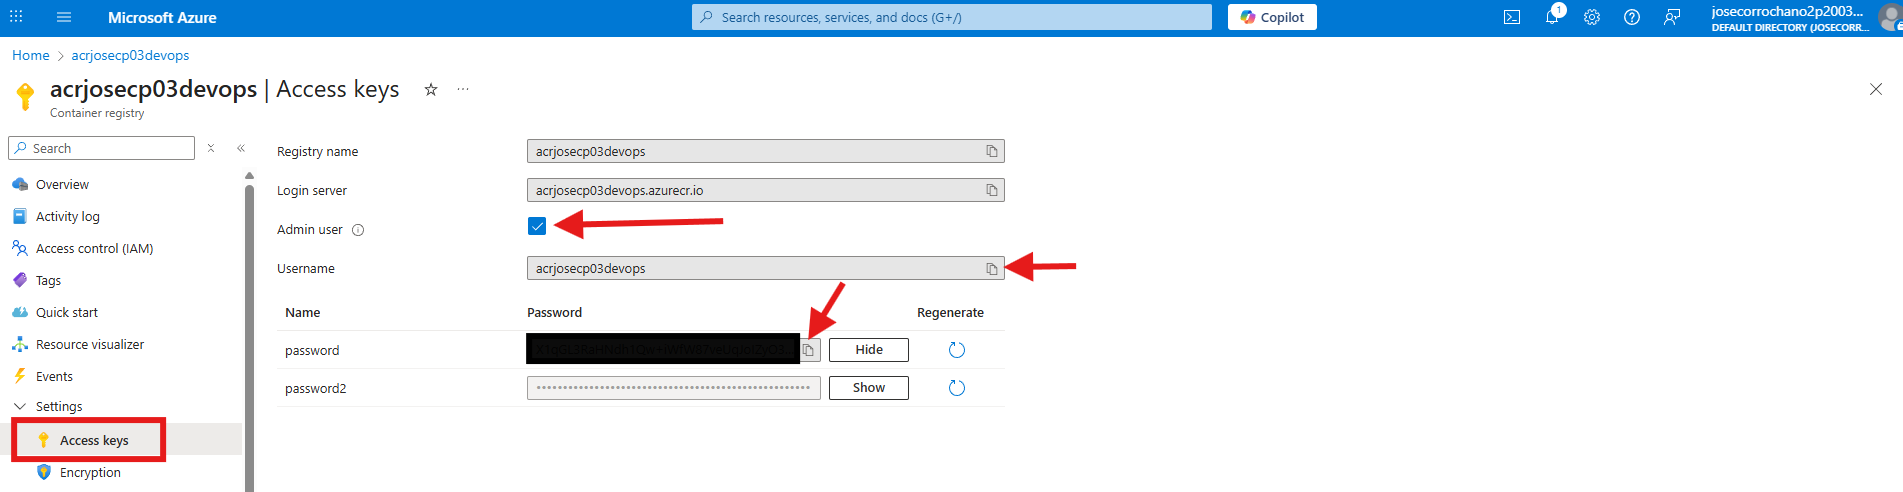 Microsoft Azure
Search resources, services, and docs (G+/)
Copilot
1
josecorrochano2p2003...
DEFAULT DIRECTORY (JOSECORR...
Home > acrjosecp03devops
acrjosecp03devops | Access keys
Container registry
Search
Overview
Activity log
Access control (IAM)
Tags
Quick start
Resource visualizer
Events
Settings
Access keys
Encryption
Registry name
acrjosecp03devops
Login server
acrjosecp03devops.azurecr.io
Admin user
Username
acrjosecp03devops
Name Password Regenerate
password Hide
password2 •••••••••••••••••••••••••••••••••••••••••••••••••••• Show